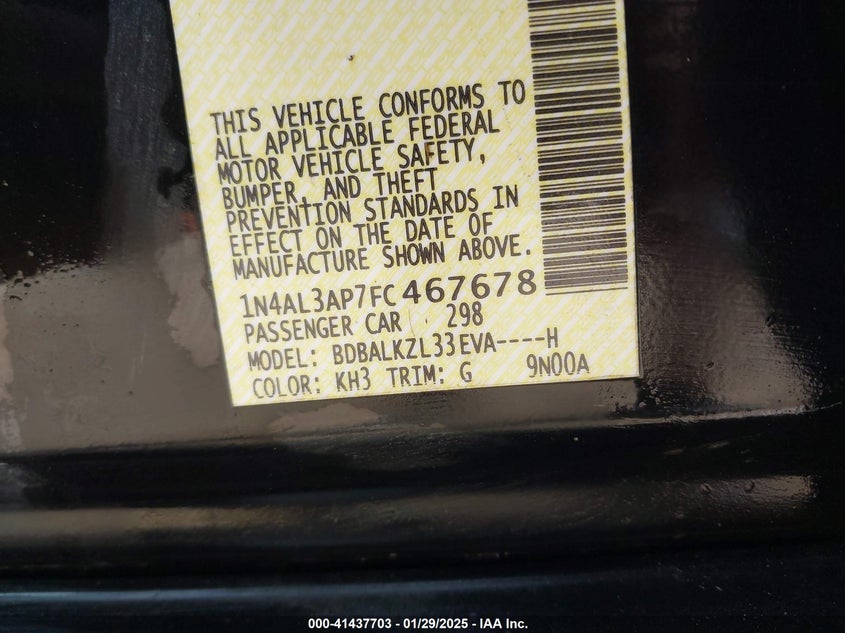 THIS VEHICLE CONFORMS TO
ALL APPLICABLE FEDERAL
MOTOR VEHICLE SAFETY,
BUMPER, AND THEFT
PREVENTION STANDARDS IN
EFFECT ON THE DATE OF
MANUFACTURE SHOWN ABOVE.
1N4AL3AP7FC467678
PASSENGER CAR 298
MODEL: BDBALKZL33EVA----H
COLOR: KH3 TRIM: G 9N00A
000-41437703 - 01/29/2025 - IAA Inc.